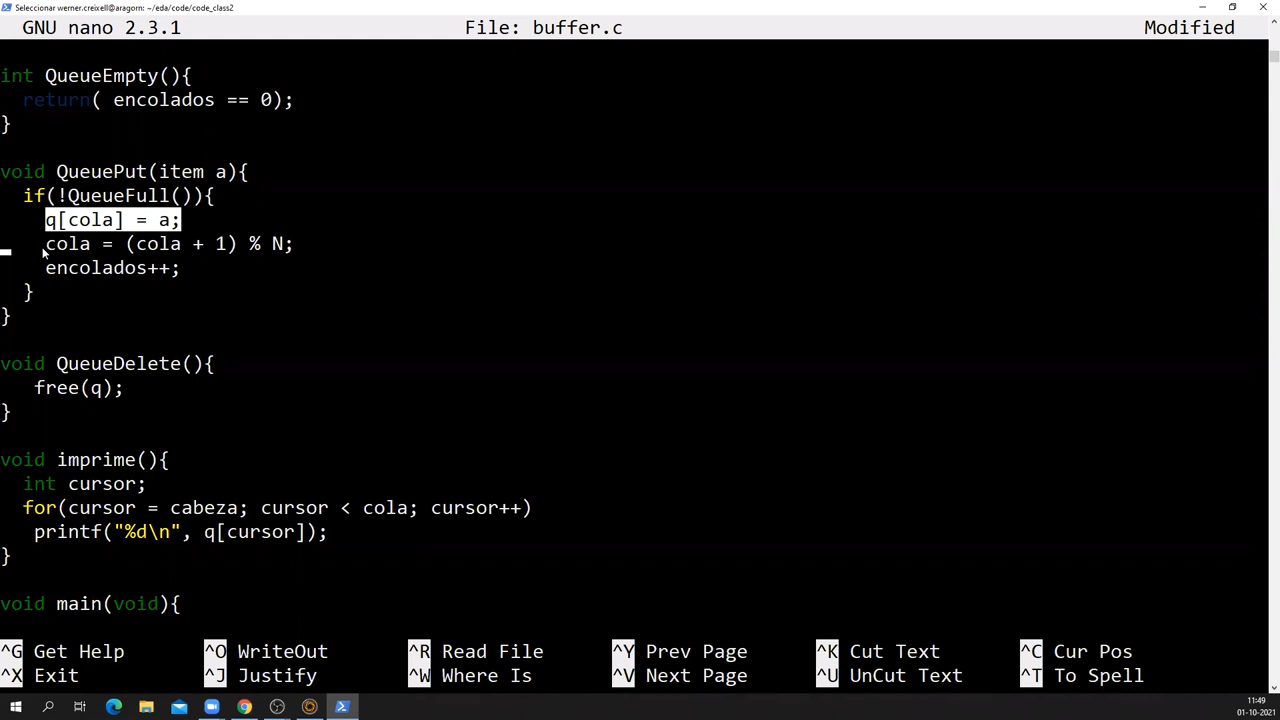 Seleccionar werner.creixell@aragorn: ~/eda/code/code_class2
GNU nano 2.3.1 File: buffer.c Modified
int QueueEmpty(){
  return( encolados == 0);
}
void QueuePut(item a){
  if(!QueueFull()){
    q[cola] = a;
    cola = (cola + 1) % N;
    encolados++;
  }
}
void QueueDelete(){
   free(q);
}
void imprime(){
  int cursor;
  for(cursor = cabeza; cursor < cola; cursor++)
   printf("%d\n", q[cursor]);
}
void main(void){
^G Get Help ^O WriteOut ^R Read File ^Y Prev Page ^K Cut Text ^C Cur Pos
^X Exit ^J Justify ^W Where Is ^V Next Page ^U UnCut Text ^T To Spell
11:49
01-10-2021